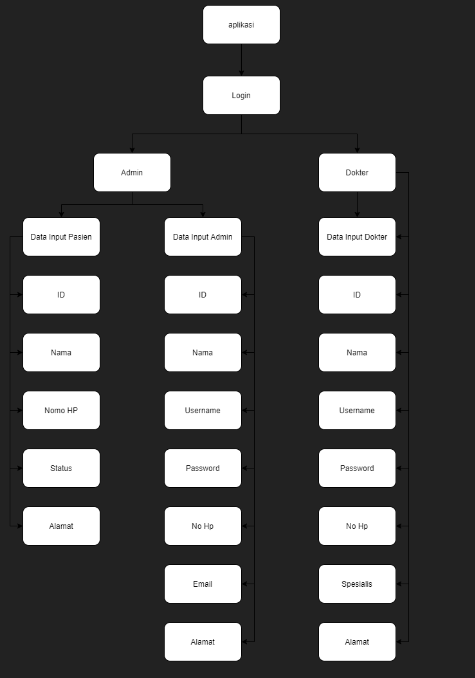 aplikasi
Login
Admin
Dokter
Data Input Pasien
Data Input Admin
Data Input Dokter
ID
ID
ID
Nama
Nama
Nama
Nomo HP
Username
Username
Status
Password
Password
Alamat
No Hp
No Hp
Email
Spesialis
Alamat
Alamat